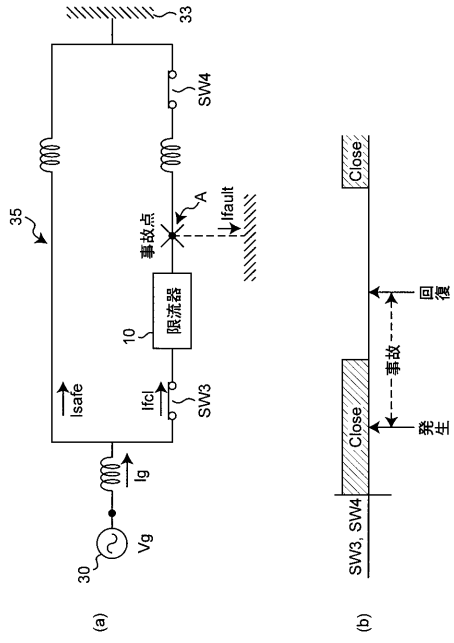 33
35
SW4
事故点
A
Ifault
限流器
10
Isafe
Ifcl
SW3
Ig
30
Vg
(a)
Close
Close
SW3, SW4
事故
発生
回復
(b)